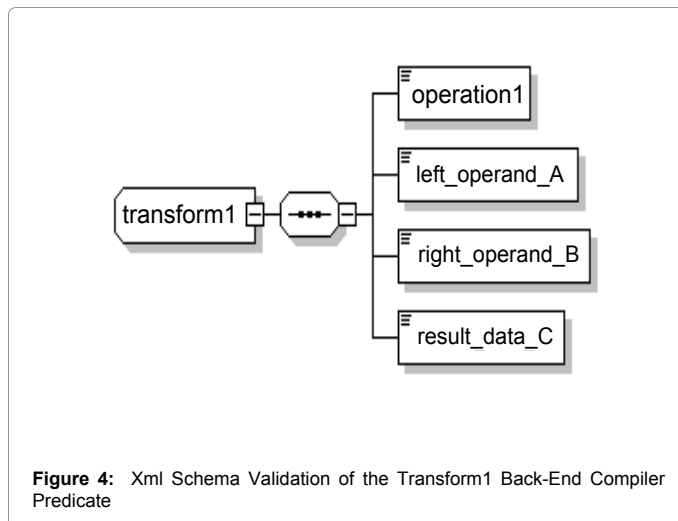 operation1
left_operand_A
transform1
right_operand_B
result_data_C
Figure 4: Xml Schema Validation of the Transform1 Back-End Compiler
Predicate